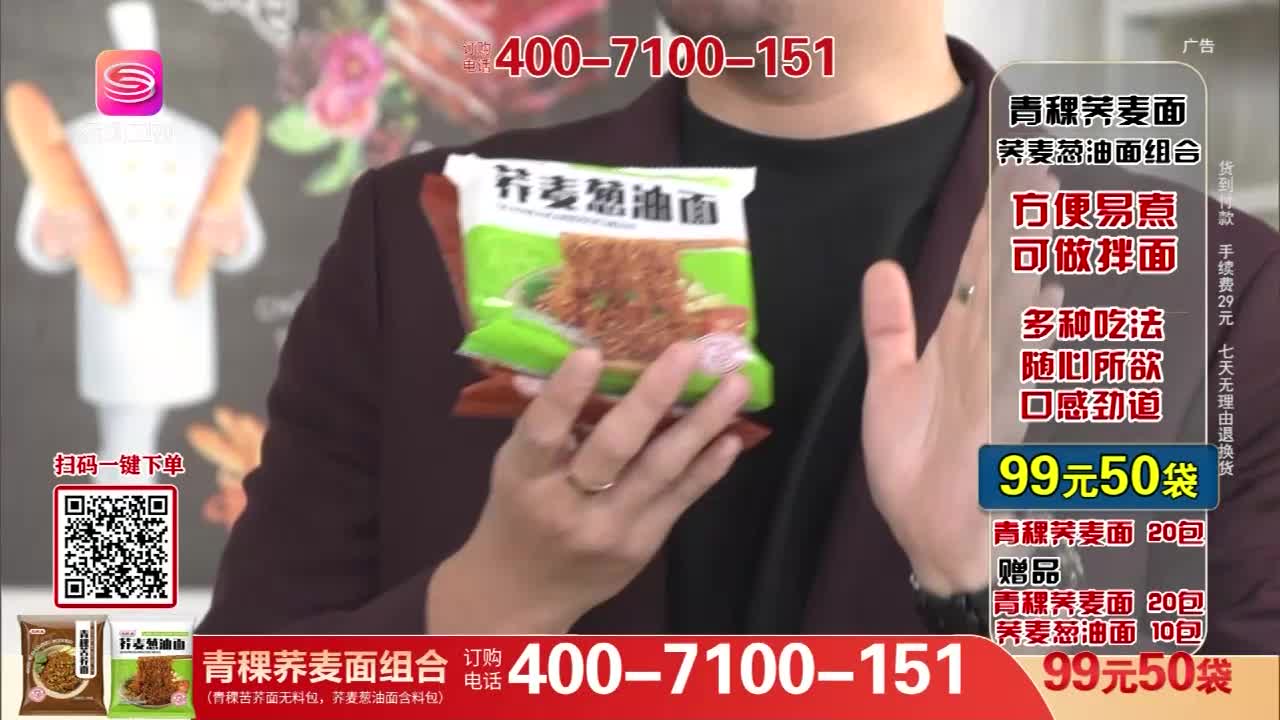 订购电话 400-7100-151
广告
青稞荞麦面
荞麦葱油面组合
方便易煮
可做拌面
多种吃法
随心所欲
口感劲道
99元50袋
青稞荞麦面 20包
赠品
青稞荞麦面 20包
荞麦葱油面 10包
99元50袋
货到付款 手续费29元 七天无理由退换货
荞麦葱油面
扫码一键下单
荞麦葱油面
青稞荞麦面组合
(青稞苦荞面无料包，荞麦葱油面含料包)
订购电话 400-7100-151